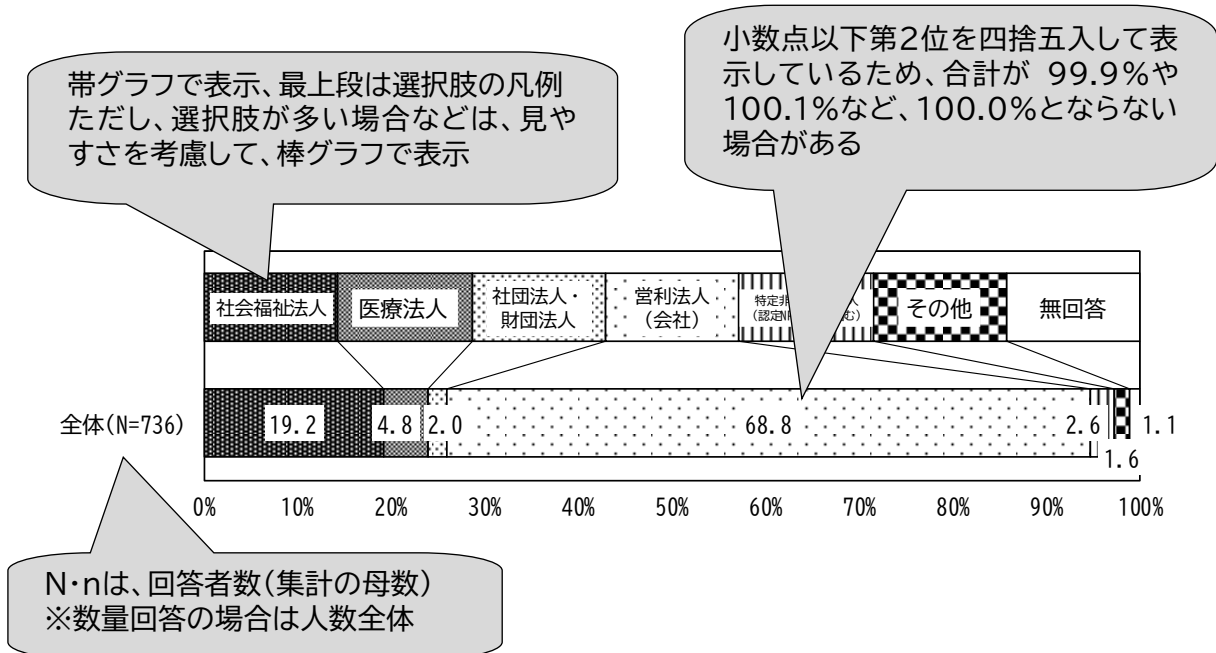 帯グラフで表示、最上段は選択肢の凡例
ただし、選択肢が多い場合などは、見や
すさを考慮して、棒グラフで表示
小数点以下第2位を四捨五入して表
示しているため、合計が 99.9%や
100.1%など、100.0%とならない
場合がある
社会福祉法人
医療法人
社団法人・
財団法人
営利法人
(会社)
特定非
(認定
その他
無回答
全体(N=736)
19.2
4.8
2.0
68.8
2.6
1.6
1.1
0%
10%
20%
30%
40%
50%
60%
70%
80%
90%
100%
N・nは、回答者数(集計の母数)
※数量回答の場合は人数全体